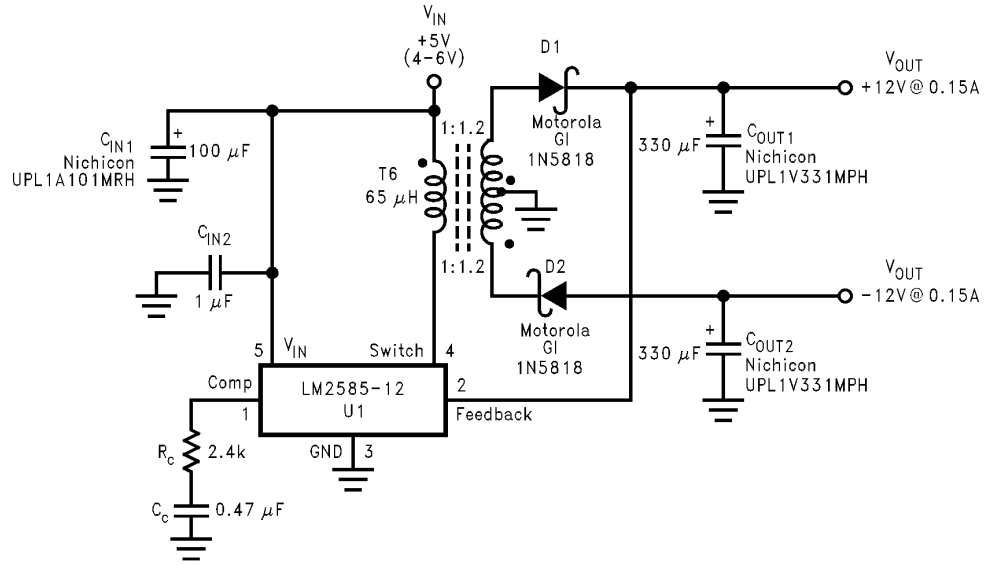 V_IN
+5V
(4–6V)
D1
V_OUT
+12V@ 0.15A
C_IN1
Nichicon
UPL1A101MRH
+
100 μF
1:1.2
Motorola
GI
1N5818
330 μF
+
C_OUT1
Nichicon
UPL1V331MPH
T6
65 μH
C_IN2
1 μF
1:1.2
D2
V_OUT
−12V@ 0.15A
Motorola
GI
1N5818
330 μF
+
C_OUT2
Nichicon
UPL1V331MPH
5
V_IN
Switch
4
Comp
1
LM2585−12
U1
2
Feedback
GND
3
R_c
2.4k
C_c
0.47 μF